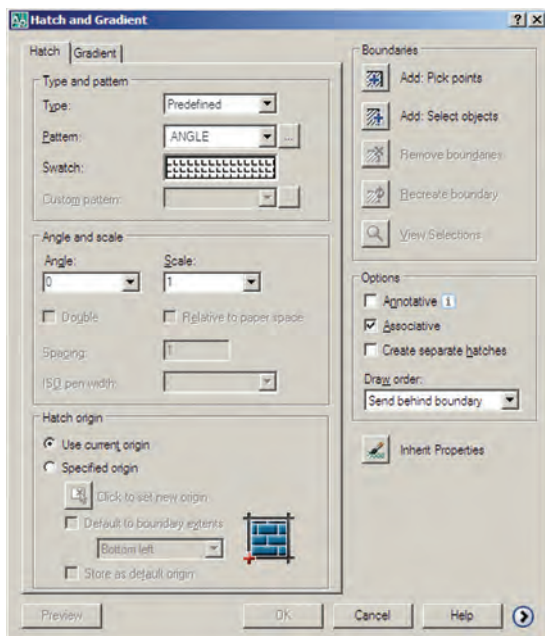 Hatch and Gradient
Hatch Gradient
Type and pattern
Type: Predefined
Pattern: ANGLE ...
Swatch:
Custom pattern: ...
Angle and scale
Angle: Scale:
0 1
Double Relative to paper space
Spacing: 1
ISO pen width:
Hatch origin
Use current origin
Specified origin
Click to set new origin
Default to boundary extents
Bottom left
Store as default origin
Boundaries
Add: Pick points
Add: Select objects
Remove boundaries
Recreate boundary
View Selections
Options
Annotative i
Associative
Create separate hatches
Draw order:
Send behind boundary
Inherit Properties
Preview OK Cancel Help